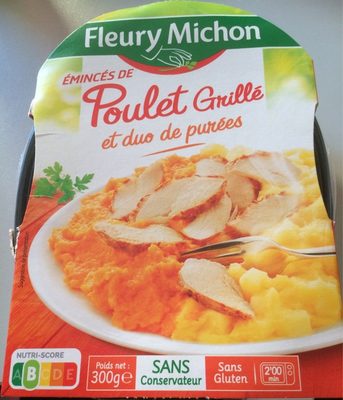 Fleury Michon
ÉMINCÉS DE
Poulet Grillé
et duo de purées
NUTRI-SCORE
A B C D E
Poids net :
300g e
SANS
Conservateur
Sans
Gluten
2'00
min